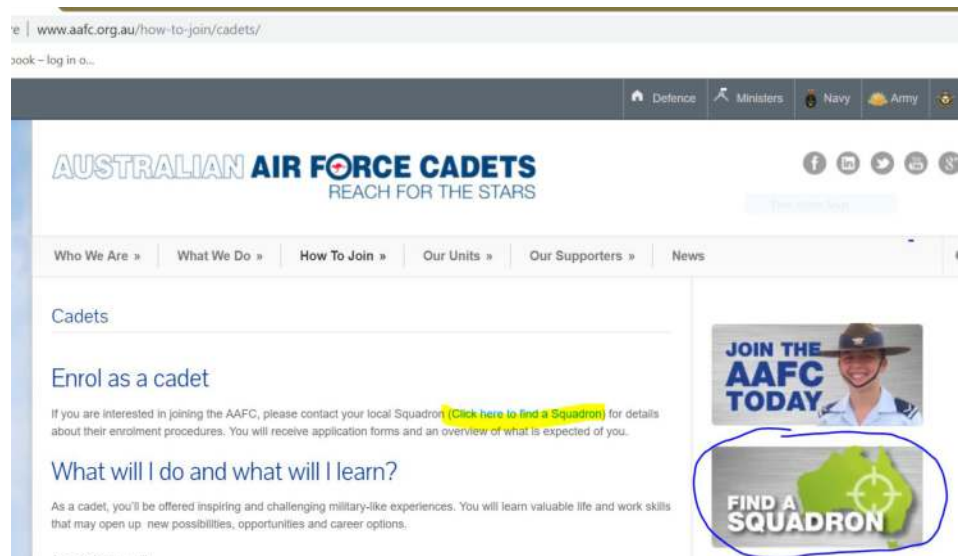 www.aafc.org.au/how-to-join/cadets/
– log in o...
Defence Ministers Navy Army
AUSTRALIAN AIR FORCE CADETS
REACH FOR THE STARS
Who We Are » What We Do » How To Join » Our Units » Our Supporters » News
Cadets
Enrol as a cadet
If you are interested in joining the AAFC, please contact your local Squadron (Click here to find a Squadron) for details
about their enrolment procedures. You will receive application forms and an overview of what is expected of you.
What will I do and what will I learn?
As a cadet, you'll be offered inspiring and challenging military-like experiences. You will learn valuable life and work skills
that may open up new possibilities, opportunities and career options.
JOIN THE
AAFC
TODAY
FIND A
SQUADRON